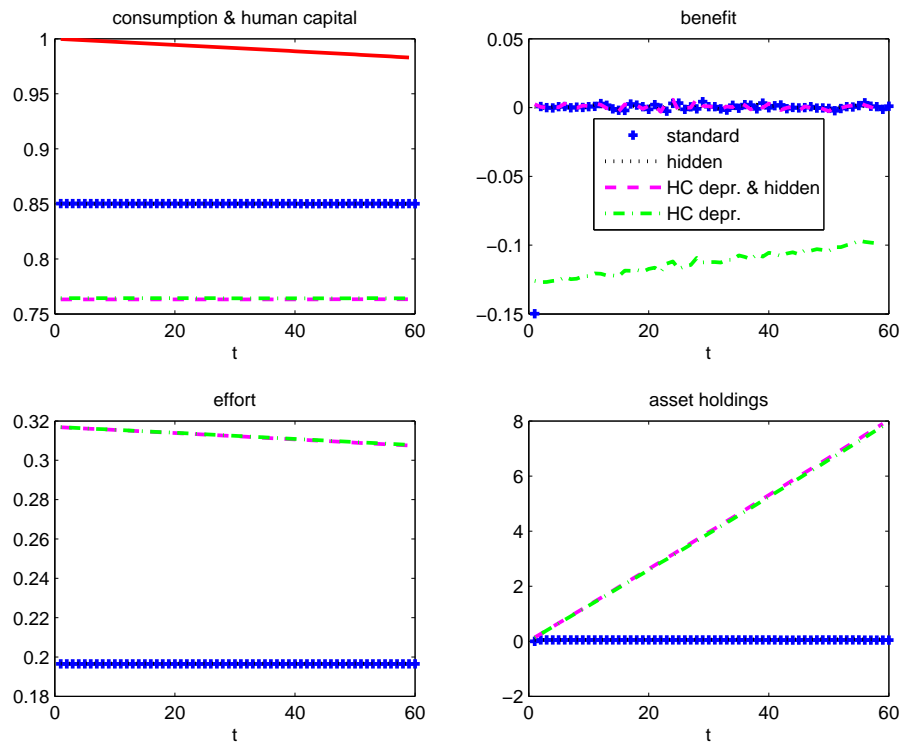 consumption & human capital
1
0.95
0.9
0.85
0.8
0.75
0 20 40 60
t
benefit
0.05
0
−0.05
−0.1
−0.15
0 20 40 60
t
standard
hidden
HC depr. & hidden
HC depr.
effort
0.32
0.3
0.28
0.26
0.24
0.22
0.2
0.18
0 20 40 60
t
asset holdings
8
6
4
2
0
−2
0 20 40 60
t